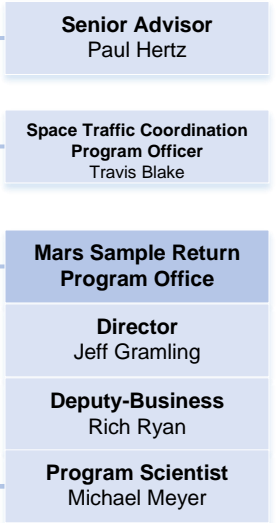 Senior Advisor
Paul Hertz
Space Traffic Coordination
Program Officer
Travis Blake
Mars Sample Return
Program Office
Director
Jeff Gramling
Deputy-Business
Rich Ryan
Program Scientist
Michael Meyer